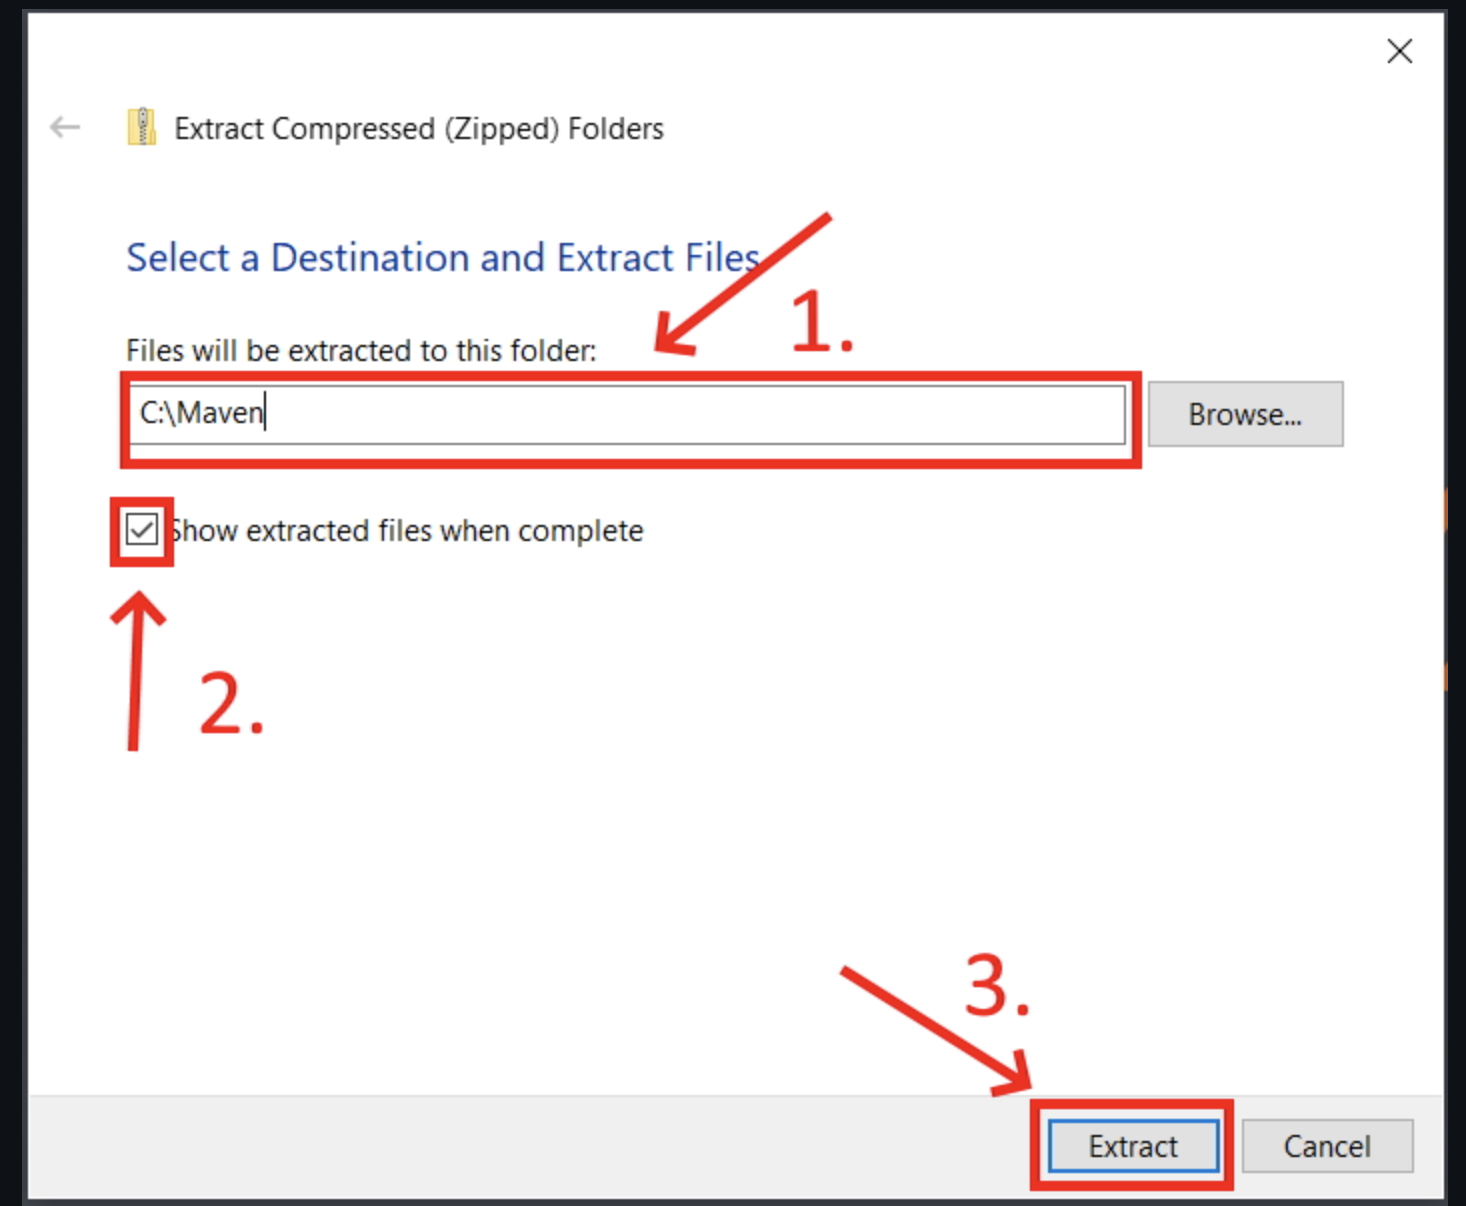 Extract Compressed (Zipped) Folders
Select a Destination and Extract Files
1.
Files will be extracted to this folder:
C:\Maven
Browse...
Show extracted files when complete
2.
3.
Extract
Cancel